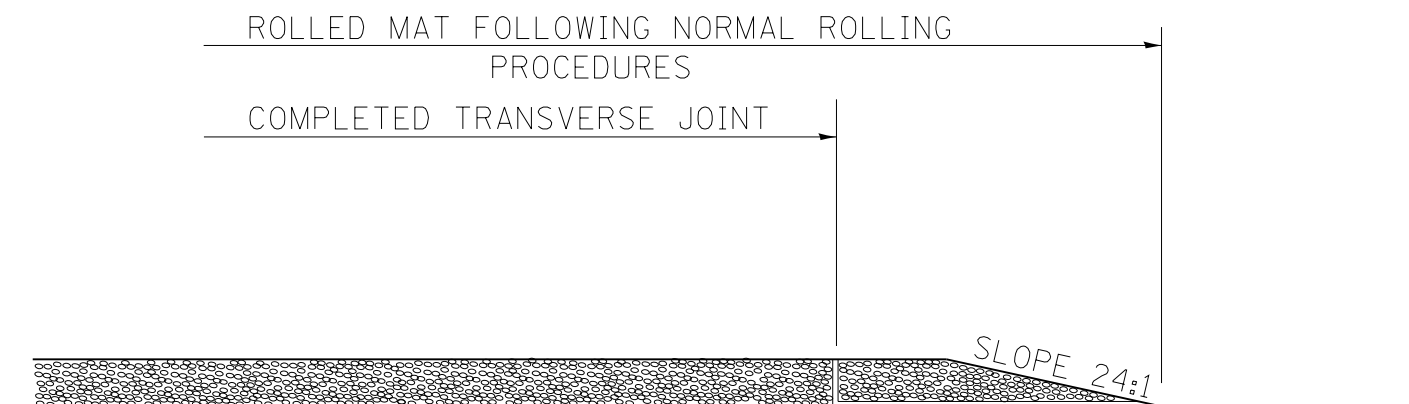 ROLLED MAT FOLLOWING NORMAL ROLLING
PROCEDURES
COMPLETED TRANSVERSE JOINT
SLOPE 24:1